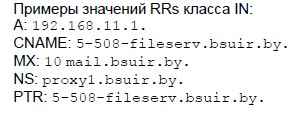 Примеры значений RRs класса IN:
A: 192.168.11.1.
CNAME: 5-508-fileserv.bsuir.by.
MX: 10 mail.bsuir.by.
NS: proxy1.bsuir.by.
PTR: 5-508-fileserv.bsuir.by.